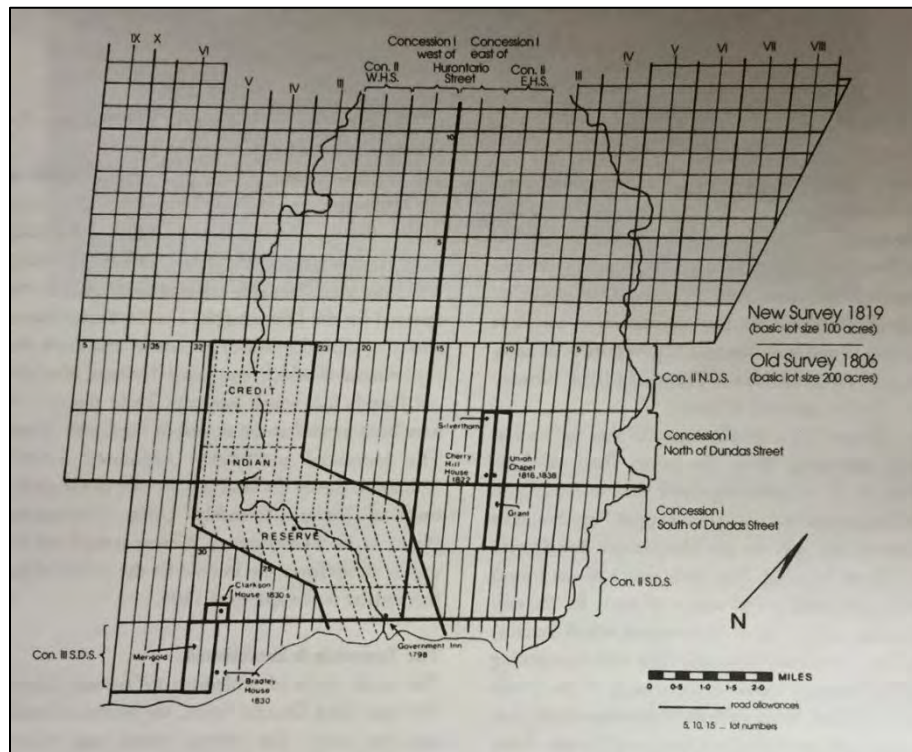 IX X VI V IV III
Con. II
W.H.S.
Concession I
west of
Hurontario
Street
Concession I
east of
Con. II
E.H.S.
III IV V VI VII VIII
10
5
New Survey 1819
(basic lot size 100 acres)
Old Survey 1806
(basic lot size 200 acres)
5 1 35 32 23 20 15 10 5
Con. II N.D.S.
CREDIT
INDIAN
RESERVE
Silverthorn
Cherry
Hill
House
1822
Union
Chapel
1816, 1838
Grant
Concession I
North of Dundas Street
Concession I
South of Dundas Street
Con. II S.D.S.
30
25
Clarkson
House 1830s
Con. III S.D.S.
Merigold
Bradley
House
1830
Government Inn
1798
N
0 0·5 1·0 1·5 2·0 MILES
road allowances
5, 10, 15 ... lot numbers